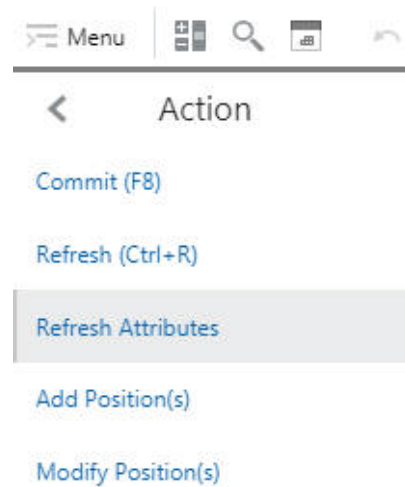 Menu
Action
Commit (F8)
Refresh (Ctrl+R)
Refresh Attributes
Add Position(s)
Modify Position(s)